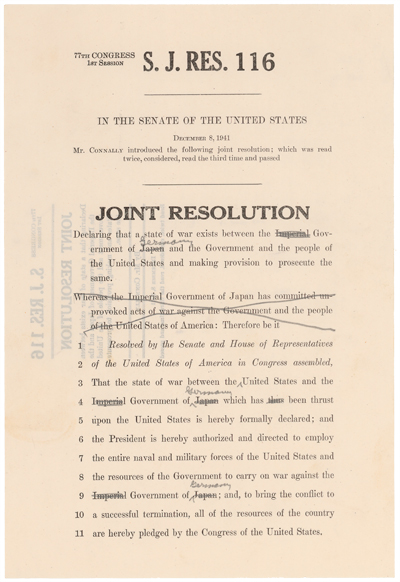 77TH CONGRESS
1ST SESSION
S. J. RES. 116
IN THE SENATE OF THE UNITED STATES
DECEMBER 8, 1941
Mr. CONNALLY introduced the following joint resolution; which was read
twice, considered, read the third time and passed
JOINT RESOLUTION
Declaring that a state of war exists between the Imperial Gov-
Germany
ernment of Japan and the Government and the people of
the United States and making provision to prosecute the
same.
Whereas the Imperial Government of Japan has committed un-
provoked acts of war against the Government and the people
of the United States of America: Therefore be it
1 Resolved by the Senate and House of Representatives
2 of the United States of America in Congress assembled,
3 That the state of war between the United States and the
Germany
4 Imperial Government of Japan which has thus been thrust
5 upon the United States is hereby formally declared; and
6 the President is hereby authorized and directed to employ
7 the entire naval and military forces of the United States and
8 the resources of the Government to carry on war against the
Germany
9 Imperial Government of Japan; and, to bring the conflict to
10 a successful termination, all of the resources of the country
11 are hereby pledged by the Congress of the United States.
S. J. RES. 116
JOINT RESOLUTION